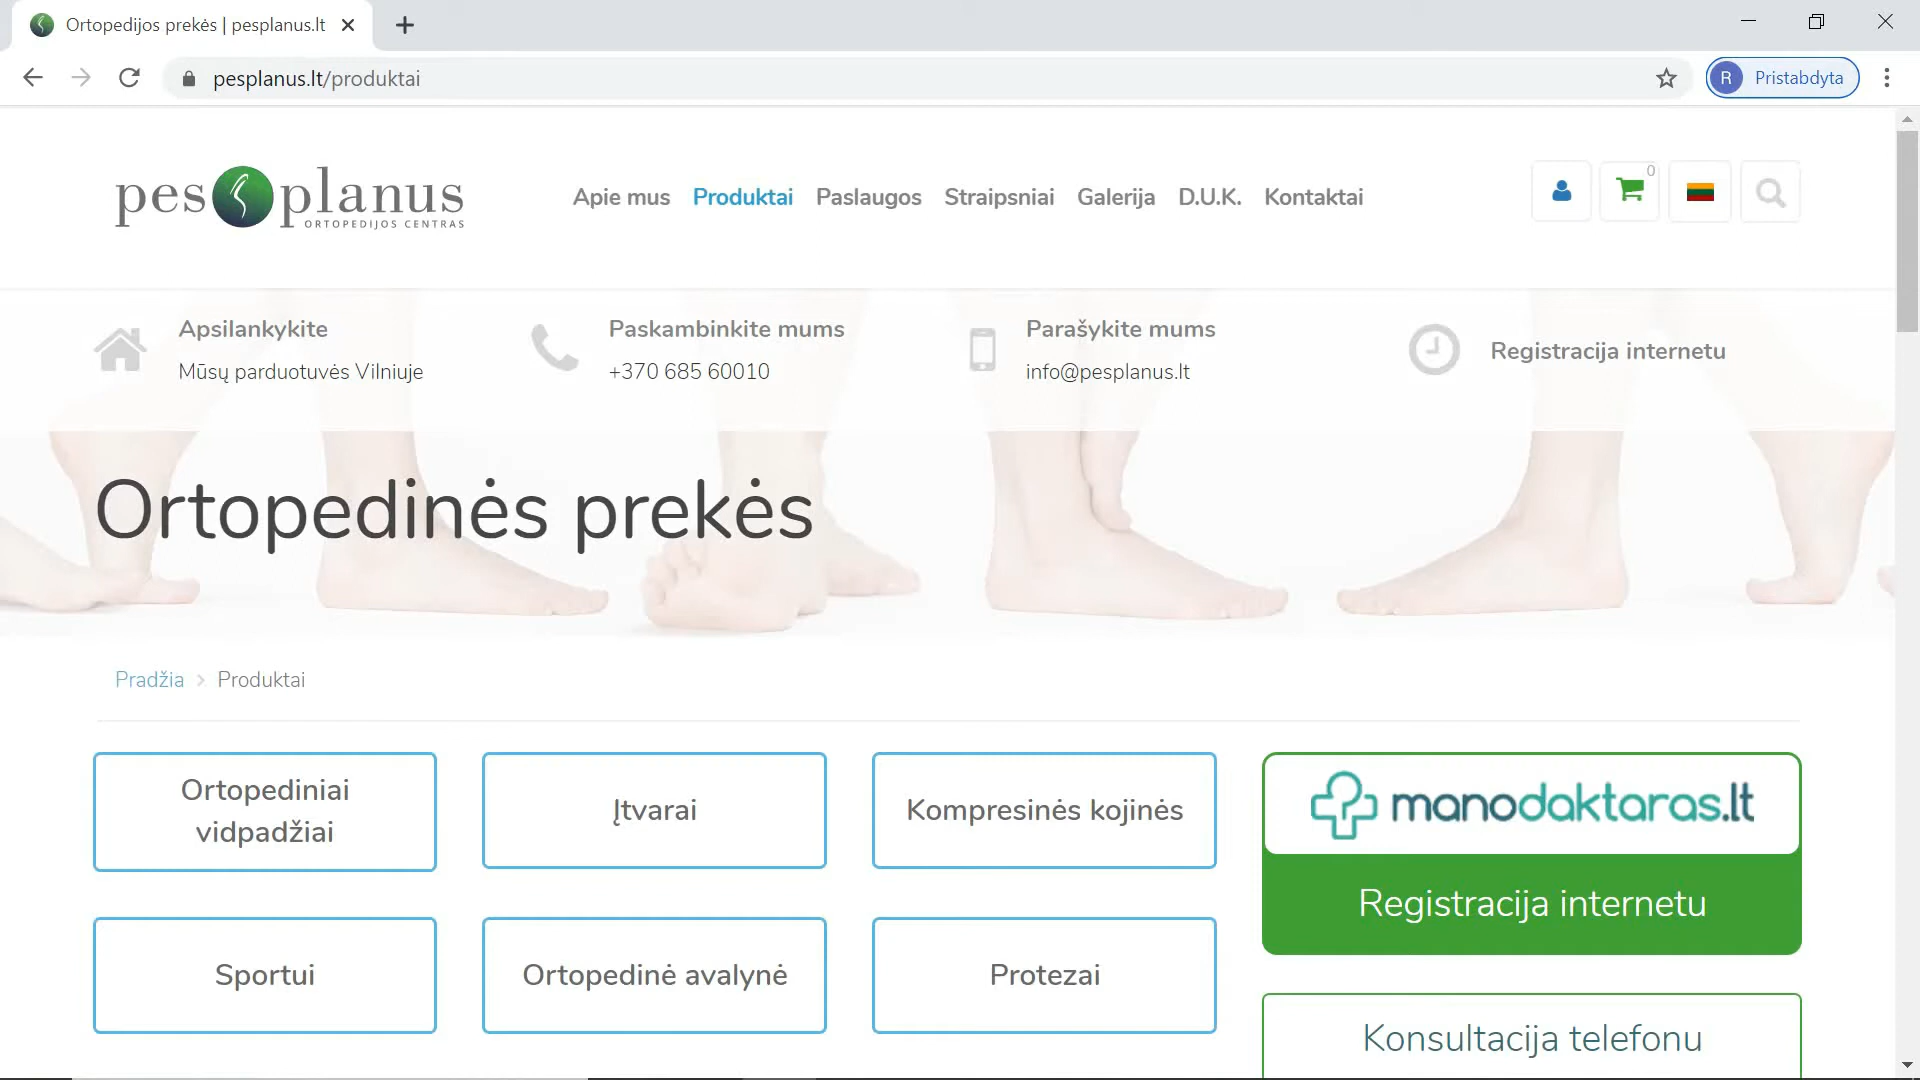 Ortopedijos prekės | pesplanus.lt
pesplanus.lt/produktai
R Pristabdyta
pes planus
ORTOPEDIJOS CENTRAS
Apie mus Produktai Paslaugos Straipsniai Galerija D.U.K. Kontaktai
0
Apsilankykite
Mūsų parduotuvės Vilniuje
Paskambinkite mums
+370 685 60010
Parašykite mums
info@pesplanus.lt
Registracija internetu
Ortopedinės prekės
Pradžia Produktai
Ortopediniai
vidpadžiai
Įtvarai
Kompresinės kojinės
manodaktaras.lt
Registracija internetu
Sportui
Ortopedinė avalynė
Protezai
Konsultacija telefonu